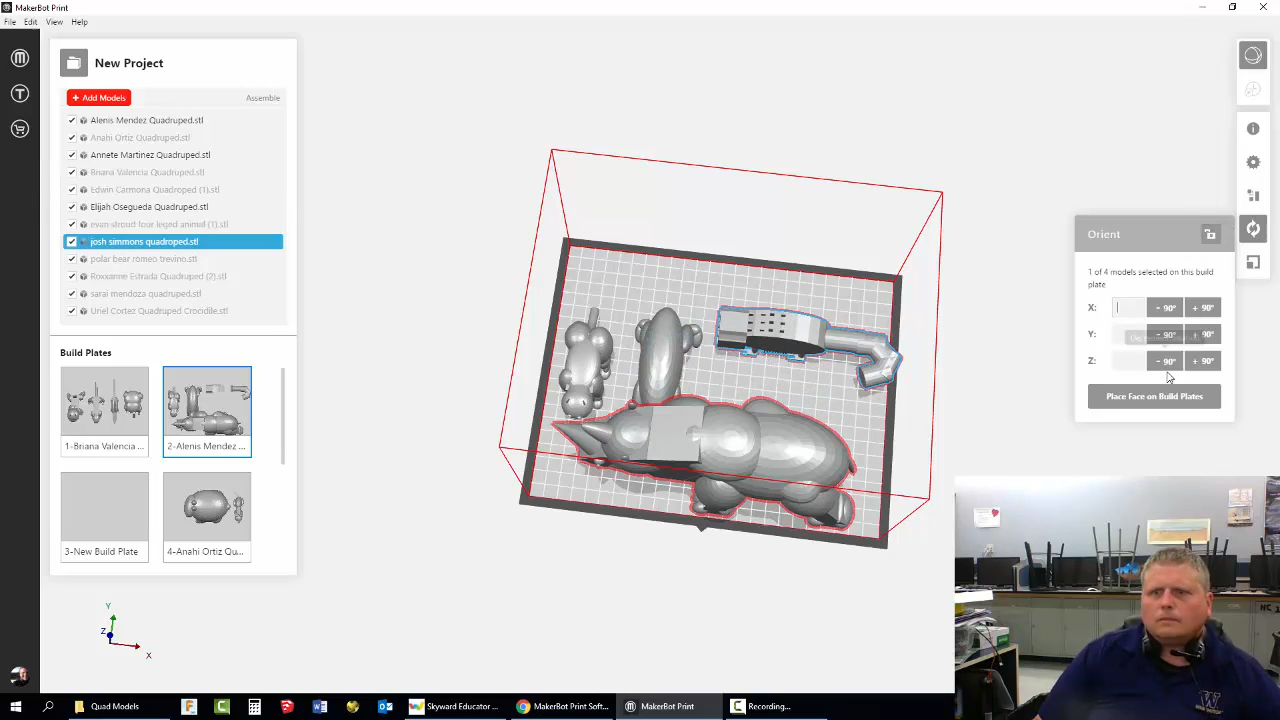 MakerBot Print
File Edit View Help
New Project
+ Add Models
Assemble
Alenis Mendez Quadruped.stl
Anahi Ortiz Quadruped.stl
Annete Martinez Quadruped.stl
Briana Valencia Quadruped.stl
Edwin Carmona Quadroped (1).stl
Elijah Osegueda Quadruped.stl
evan stroud four leged animel (1).stl
josh simmons quadroped.stl
polar bear romeo trevino.stl
Roxxanne Estrada Quadruped (2).stl
sarai mendoza quadruped.stl
Uriel Cortez Quadruped Crocidile.stl
Build Plates
1-Briana Valencia ...
2-Alenis Mendez ...
3-New Build Plate
4-Anahi Ortiz Qu...
Orient
1 of 4 models selected on this build
plate
X: - 90° + 90°
Y: - 90° + 90°
Z: - 90° + 90°
Place Face on Build Plates
Y
Z
X
Quad Models
Skyward Educator ...
MakerBot Print Soft...
MakerBot Print
Recording...